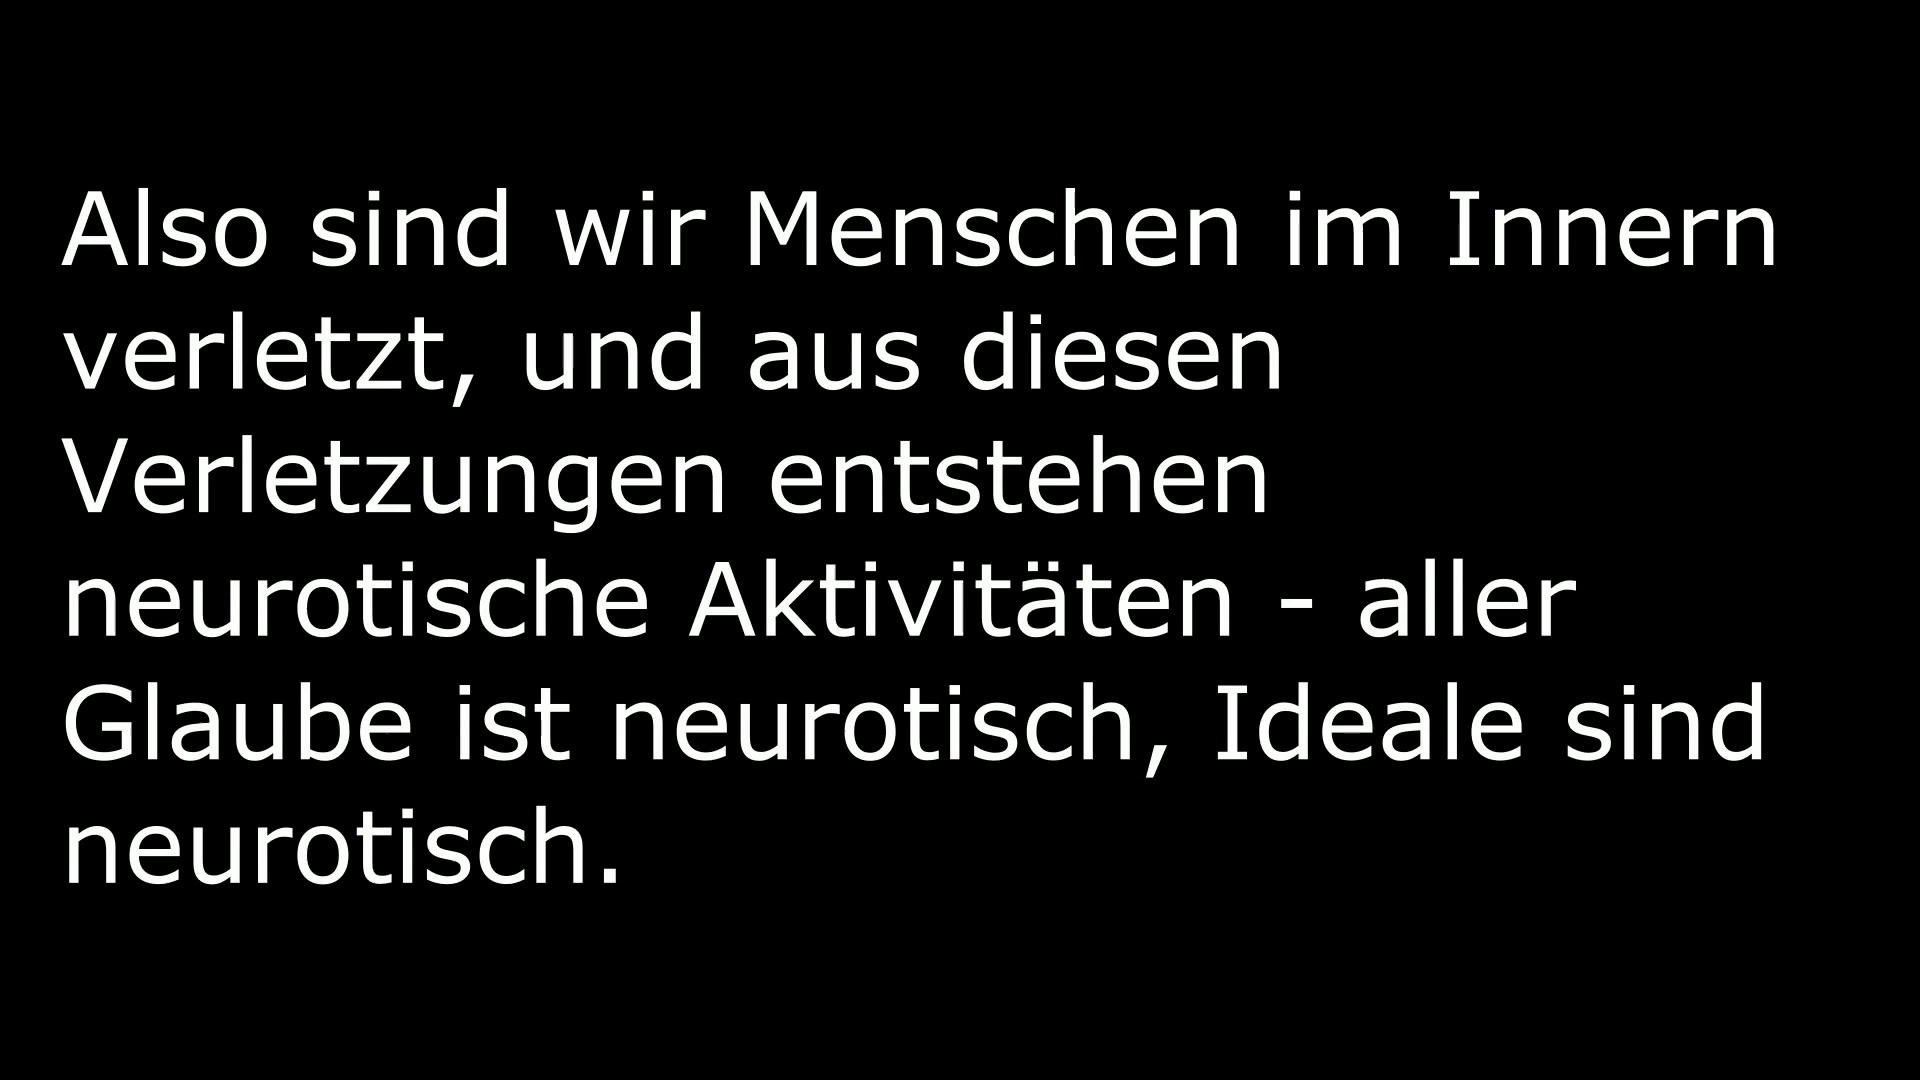 Also sind wir Menschen im Innern
verletzt, und aus diesen
Verletzungen entstehen
neurotische Aktivitäten - aller
Glaube ist neurotisch, Ideale sind
neurotisch.